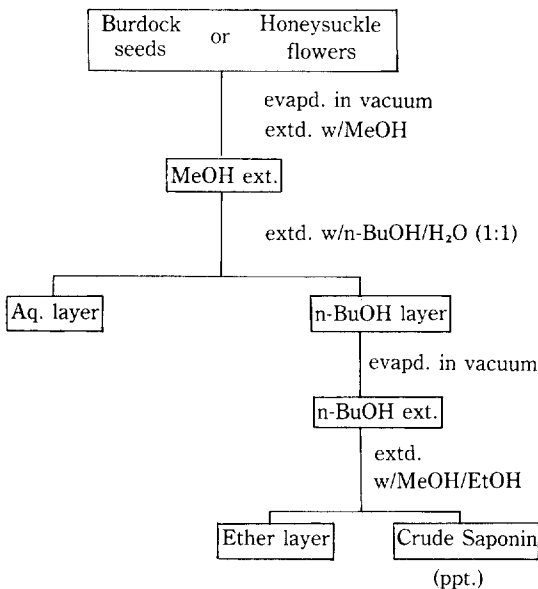 Burdock seeds or Honeysuckle flowers
evapd. in vacuum
extd. w/MeOH
MeOH ext.
extd. w/n-BuOH/H₂O (1:1)
Aq. layer
n-BuOH layer
evapd. in vacuum
n-BuOH ext.
extd.
w/MeOH/EtOH
Ether layer
Crude Saponin
(ppt.)